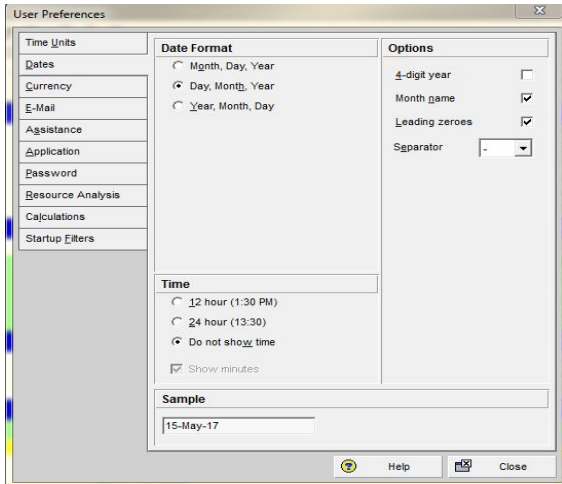 User Preferences
Time Units
Dates
Currency
E-Mail
Assistance
Application
Password
Resource Analysis
Calculations
Startup Filters
Date Format
Month, Day, Year
Day, Month, Year
Year, Month, Day
Options
4-digit year
Month name
Leading zeroes
Separator -
Time
12 hour (1:30 PM)
24 hour (13:30)
Do not show time
Show minutes
Sample
15-May-17
Help Close